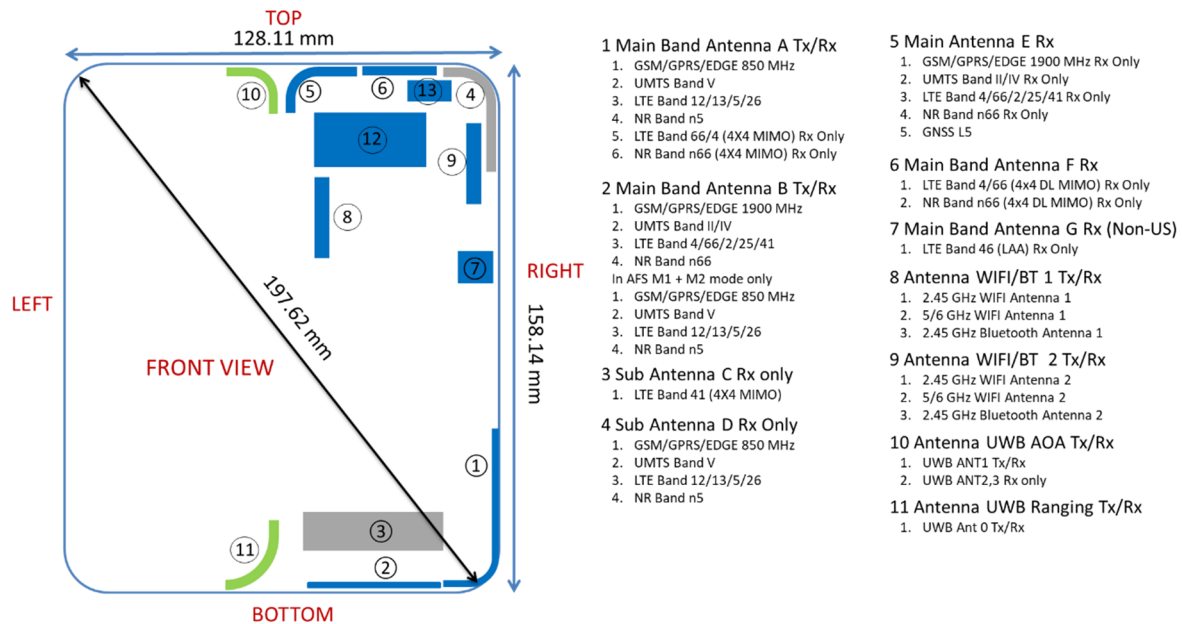 TOP
128.11 mm
10
5
6
13
4
12
9
8
7
LEFT
RIGHT
197.62 mm
158.14 mm
FRONT VIEW
1
3
11
2
BOTTOM
1 Main Band Antenna A Tx/Rx
1. GSM/GPRS/EDGE 850 MHz
2. UMTS Band V
3. LTE Band 12/13/5/26
4. NR Band n5
5. LTE Band 66/4 (4X4 MIMO) Rx Only
6. NR Band n66 (4X4 MIMO) Rx Only
2 Main Band Antenna B Tx/Rx
1. GSM/GPRS/EDGE 1900 MHz
2. UMTS Band II/IV
3. LTE Band 4/66/2/25/41
4. NR Band n66
In AFS M1 + M2 mode only
1. GSM/GPRS/EDGE 850 MHz
2. UMTS Band V
3. LTE Band 12/13/5/26
4. NR Band n5
3 Sub Antenna C Rx only
1. LTE Band 41 (4X4 MIMO)
4 Sub Antenna D Rx Only
1. GSM/GPRS/EDGE 850 MHz
2. UMTS Band V
3. LTE Band 12/13/5/26
4. NR Band n5
5 Main Antenna E Rx
1. GSM/GPRS/EDGE 1900 MHz Rx Only
2. UMTS Band II/IV Rx Only
3. LTE Band 4/66/2/25/41 Rx Only
4. NR Band n66 Rx Only
5. GNSS L5
6 Main Band Antenna F Rx
1. LTE Band 4/66 (4x4 DL MIMO) Rx Only
2. NR Band n66 (4x4 DL MIMO) Rx Only
7 Main Band Antenna G Rx (Non-US)
1. LTE Band 46 (LAA) Rx Only
8 Antenna WIFI/BT 1 Tx/Rx
1. 2.45 GHz WIFI Antenna 1
2. 5/6 GHz WIFI Antenna 1
3. 2.45 GHz Bluetooth Antenna 1
9 Antenna WIFI/BT 2 Tx/Rx
1. 2.45 GHz WIFI Antenna 2
2. 5/6 GHz WIFI Antenna 2
3. 2.45 GHz Bluetooth Antenna 2
10 Antenna UWB AOA Tx/Rx
1. UWB ANT1 Tx/Rx
2. UWB ANT2,3 Rx only
11 Antenna UWB Ranging Tx/Rx
1. UWB Ant 0 Tx/Rx